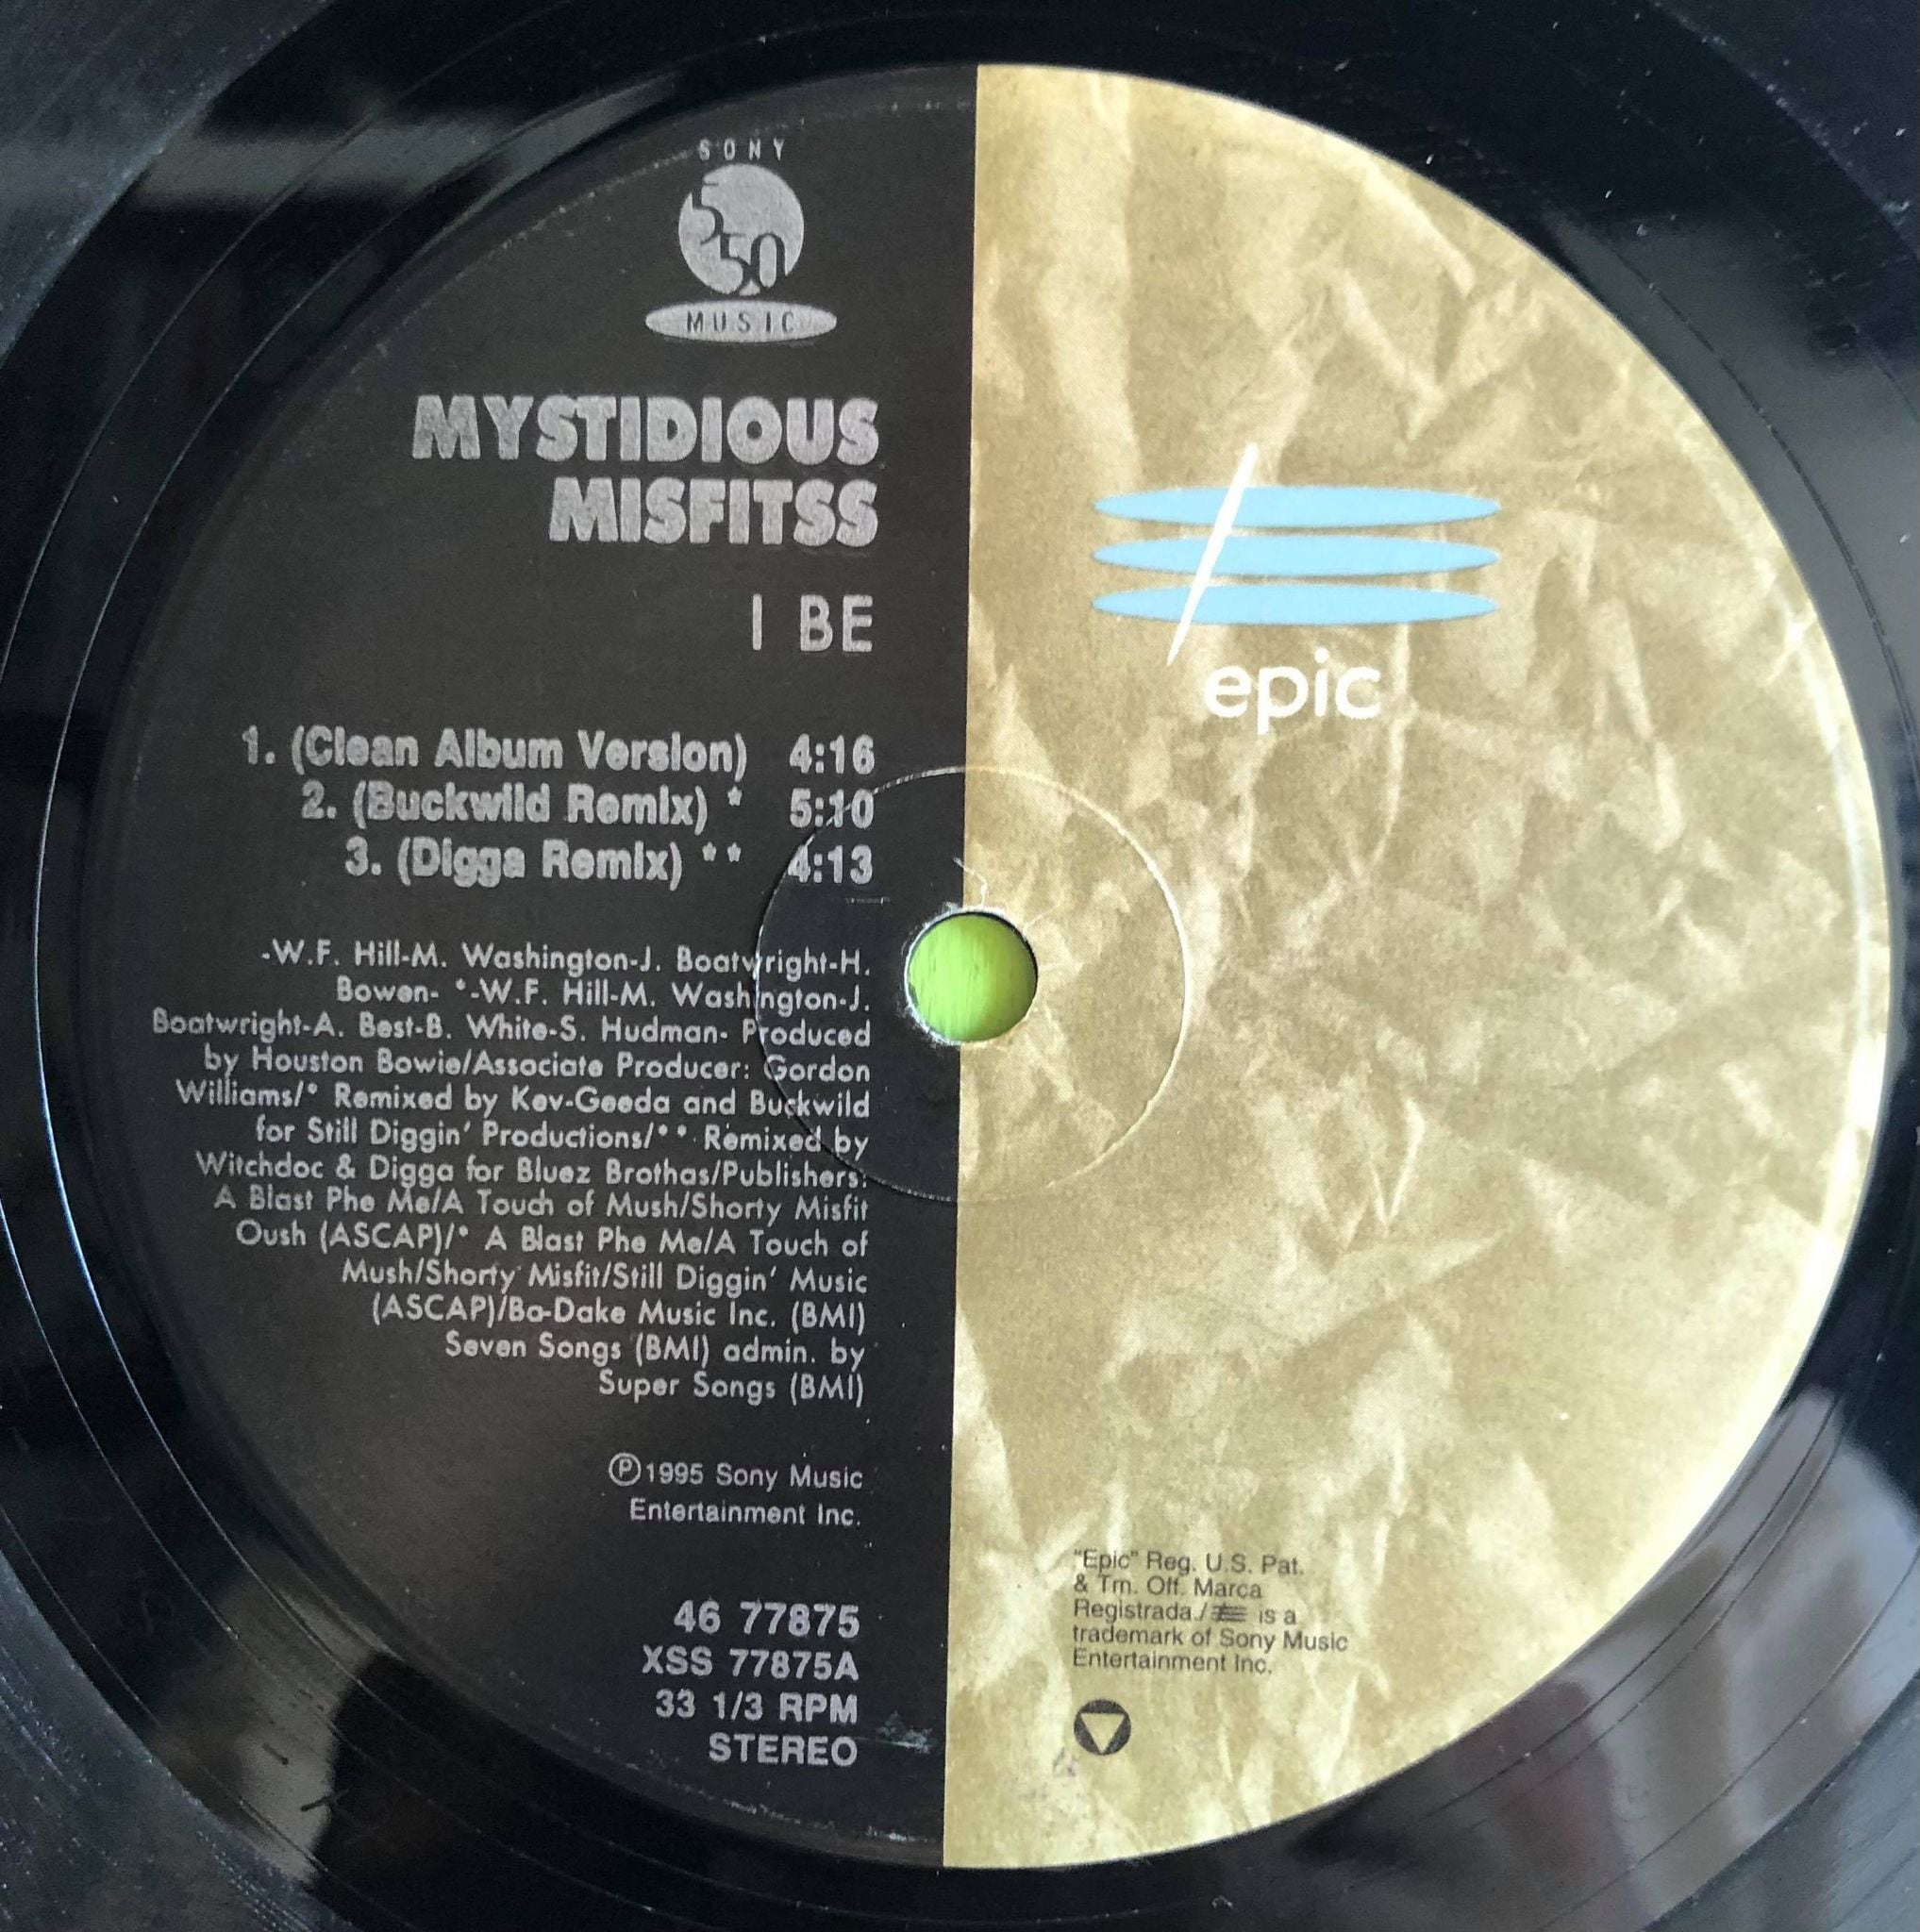 SONY
550
MUSIC
MYSTIDIOUS
MISFITSS
I BE
1. (Clean Album Version) 4:16
2. (Buckwild Remix) * 5:10
3. (Digga Remix) ** 4:13
-W.F. Hill-M. Washington-J. Boatwright-H.
Bowen- *-W.F. Hill-M. Washington-J.
Boatwright-A. Best-B. White-S. Hudman- Produced
by Houston Bowie/Associate Producer: Gordon
Williams/* Remixed by Kev-Geeda and Buckwild
for Still Diggin' Productions/** Remixed by
Witchdoc & Digga for Bluez Brothas/Publishers:
A Blast Phe Me/A Touch of Mush/Shorty Misfit
Oush (ASCAP)/* A Blast Phe Me/A Touch of
Mush/Shorty Misfit/Still Diggin' Music
(ASCAP)/Ba-Dake Music Inc. (BMI)
Seven Songs (BMI) admin. by
Super Songs (BMI)
℗1995 Sony Music
Entertainment Inc.
46 77875
XSS 77875A
33 1/3 RPM
STEREO
epic
"Epic" Reg. U.S. Pat.
& Tm. Off. Marca
Registrada./ is a
trademark of Sony Music
Entertainment Inc.